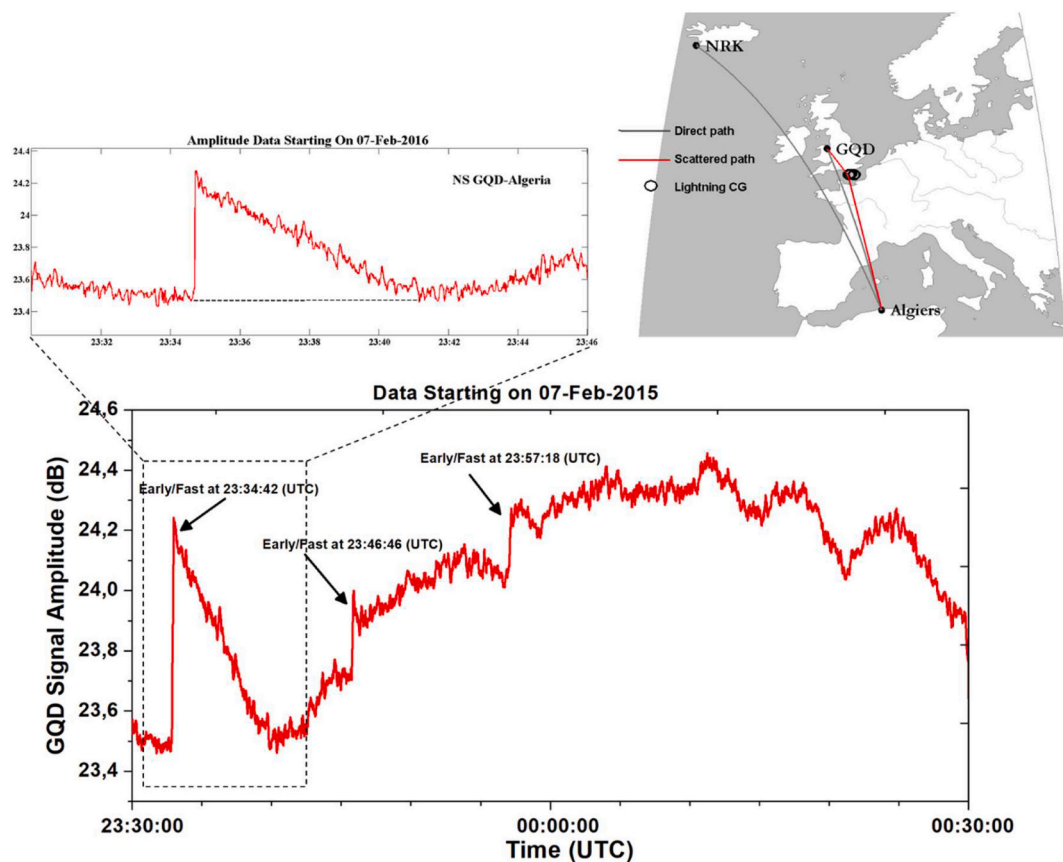 Amplitude Data Starting On 07-Feb-2016
NS GQD-Algeria
24.4
24.2
24
23.8
23.6
23.4
23:32
23:34
23:36
23:38
23:40
23:42
23:44
23:46
NRK
GQD
Algiers
Direct path
Scattered path
Lightning CG
Data Starting on 07-Feb-2015
GQD Signal Amplitude (dB)
24,6
24,4
24,2
24,0
23,8
23,6
23,4
Early/Fast at 23:34:42 (UTC)
Early/Fast at 23:46:46 (UTC)
Early/Fast at 23:57:18 (UTC)
23:30:00
00:00:00
00:30:00
Time (UTC)